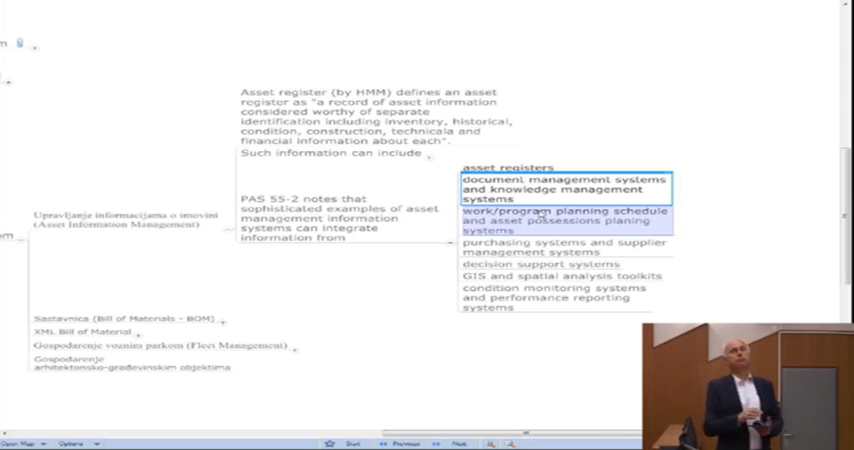 Asset register (by HMM) defines an asset
register as "a record of asset information
considered worthy of separate
identification including inventory, historical,
condition, construction, technicala and
financial information about each".
Such information can include
asset registers
document management systems
and knowledge management
systems
PAS 55-2 notes that
sophisticated examples of asset
management information
systems can integrate
information from
work/program planning schedule
and asset possessions planing
systems
Upravljanje informacijama o imovini
(Asset Information Management)
purchasing systems and supplier
management systems
decision support systems
GIS and spatial analysis toolkits
condition monitoring systems
and performance reporting
systems
Sastavnica (Bill of Materials - BOM)
XML Bill of Material
Gospodarenje voznim parkom (Fleet Management)
Gospodarenje
arhitektonsko-građevinskim objektima
Open Map
Options
Start
Previous
Next